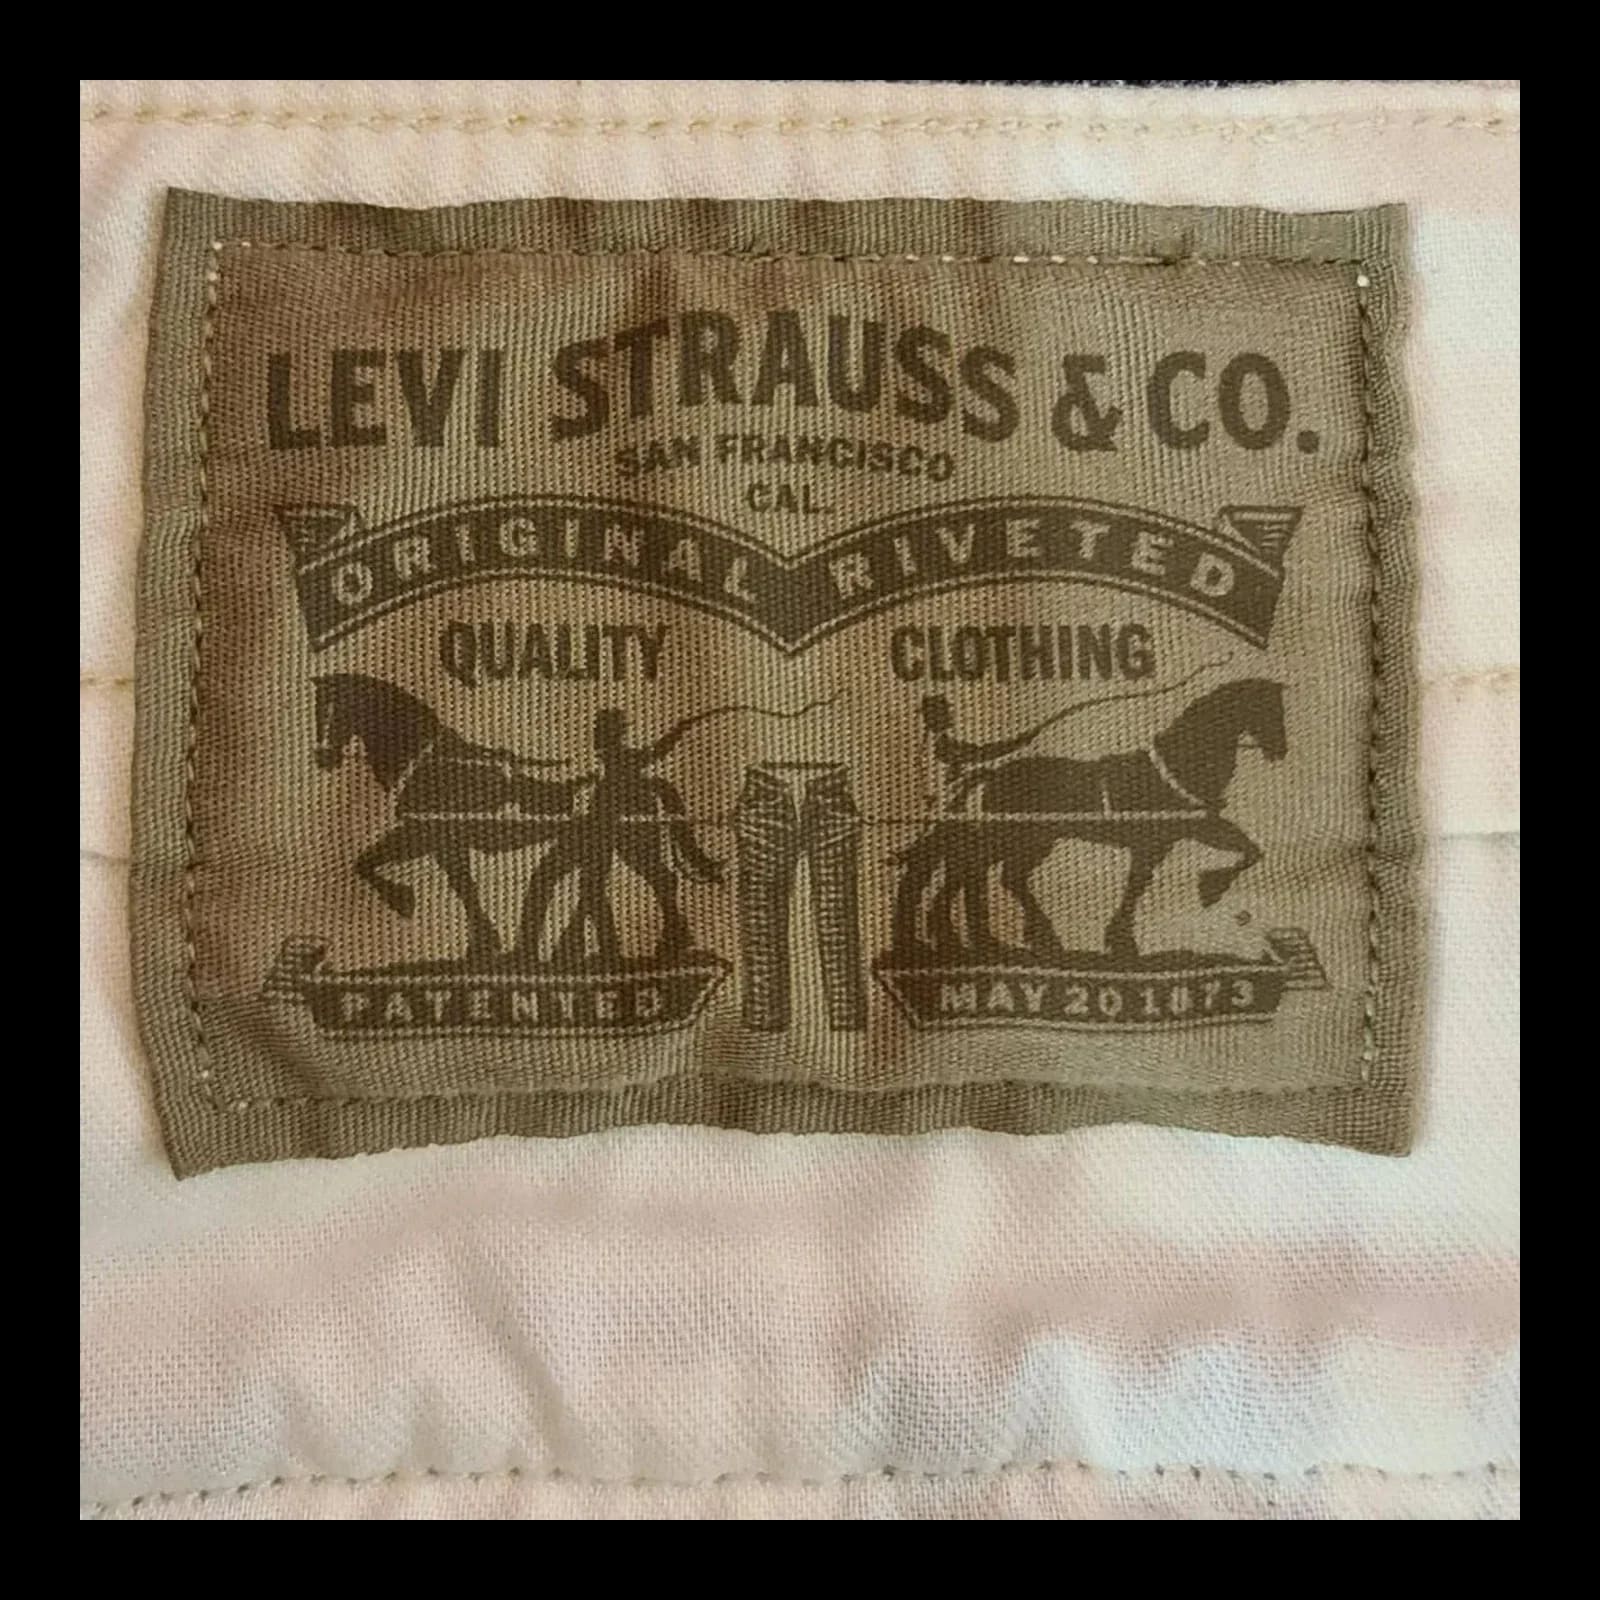 LEVI STRAUSS & CO.
SAN FRANCISCO
CAL.
ORIGINAL RIVETED
QUALITY CLOTHING
PATENTED MAY 20 1873